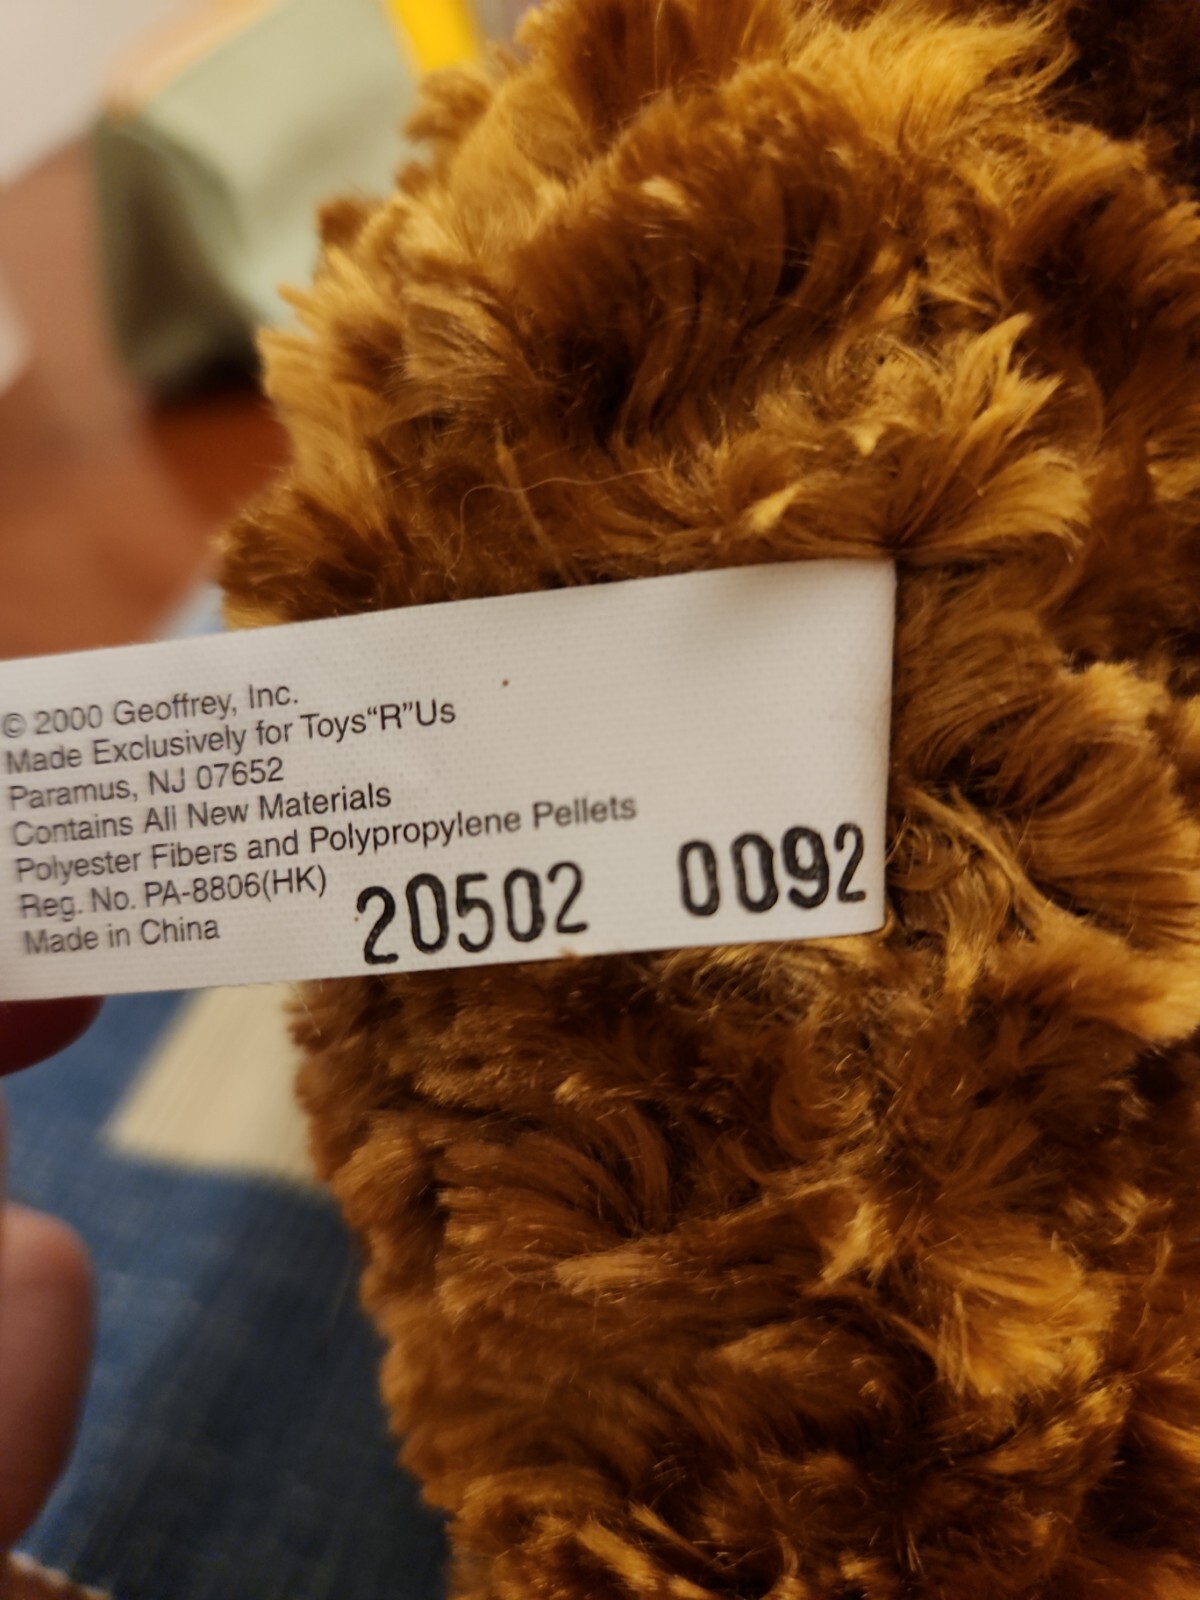 © 2000 Geoffrey, Inc.
Made Exclusively for Toys“R”Us
Paramus, NJ 07652
Contains All New Materials
Polyester Fibers and Polypropylene Pellets
Reg. No. PA-8806(HK)
Made in China
20502 0092